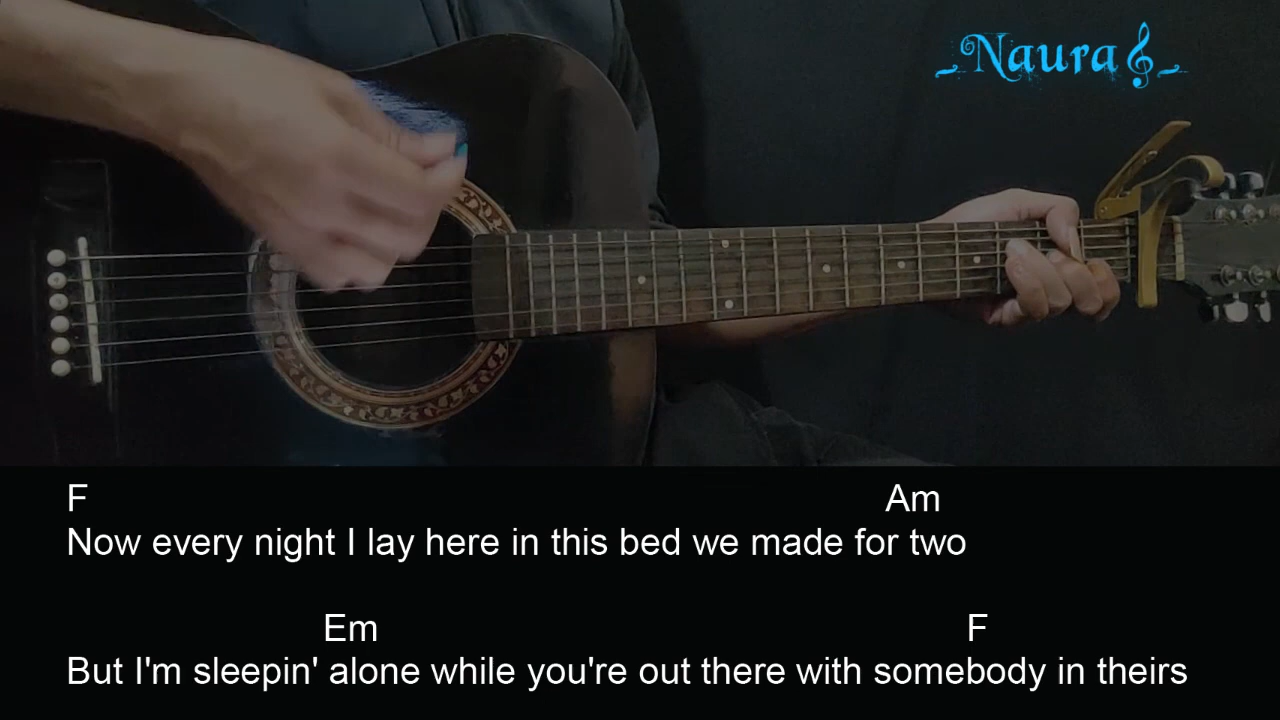 Naura
F Am
Now every night I lay here in this bed we made for two
Em F
But I'm sleepin' alone while you're out there with somebody in theirs